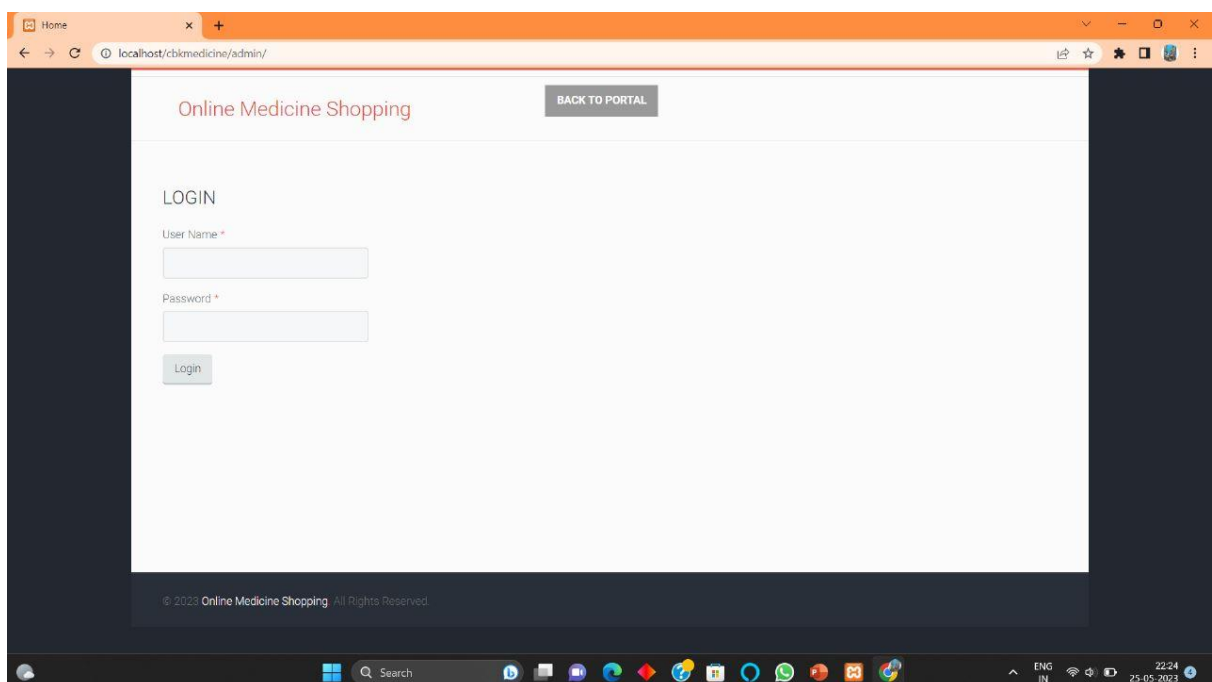 Home
localhost/cbkmedicine/admin/
Online Medicine Shopping
BACK TO PORTAL
LOGIN
User Name *
Password *
Login
© 2023 Online Medicine Shopping. All Rights Reserved.
Search
ENG
IN
22:24
25-05-2023
4